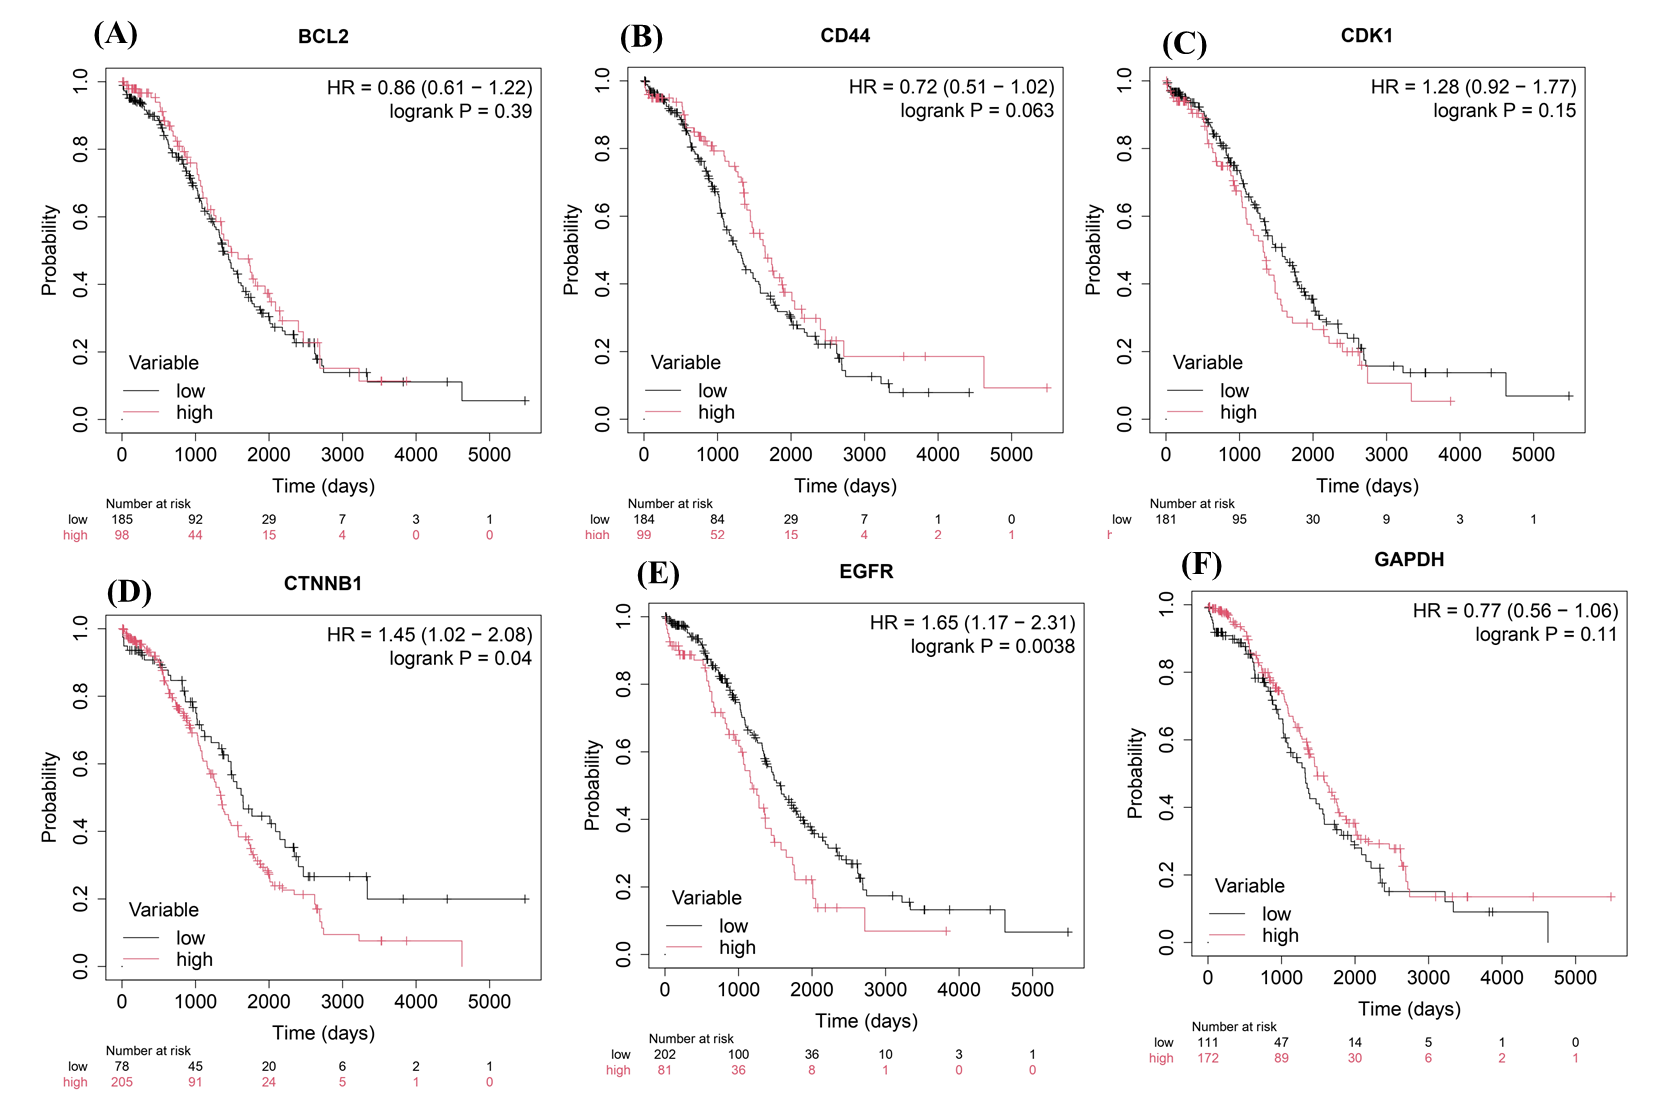 (A) BCL2
HR = 0.86 (0.61 − 1.22)
logrank P = 0.39
Probability
0.0 0.2 0.4 0.6 0.8 1.0
Variable
low
high
0 1000 2000 3000 4000 5000
Time (days)
Number at risk
low 185 92 29 7 3 1
high 98 44 15 4 0 0
(B) CD44
HR = 0.72 (0.51 − 1.02)
logrank P = 0.063
Probability
0.0 0.2 0.4 0.6 0.8 1.0
Variable
low
high
0 1000 2000 3000 4000 5000
Time (days)
Number at risk
low 184 84 29 7 1 0
high 99 52 15 4 2 1
(C) CDK1
HR = 1.28 (0.92 − 1.77)
logrank P = 0.15
Probability
0.0 0.2 0.4 0.6 0.8 1.0
Variable
low
high
0 1000 2000 3000 4000 5000
Time (days)
Number at risk
low 181 95 30 9 3 1
(D) CTNNB1
HR = 1.45 (1.02 − 2.08)
logrank P = 0.04
Probability
0.0 0.2 0.4 0.6 0.8 1.0
Variable
low
high
0 1000 2000 3000 4000 5000
Time (days)
Number at risk
low 78 45 20 6 2 1
high 205 91 24 5 1 0
(E) EGFR
HR = 1.65 (1.17 − 2.31)
logrank P = 0.0038
Probability
0.0 0.2 0.4 0.6 0.8 1.0
Variable
low
high
0 1000 2000 3000 4000 5000
Time (days)
Number at risk
low 202 100 36 10 3 1
high 81 36 8 1 0 0
(F) GAPDH
HR = 0.77 (0.56 − 1.06)
logrank P = 0.11
Probability
0.0 0.2 0.4 0.6 0.8 1.0
Variable
low
high
0 1000 2000 3000 4000 5000
Time (days)
Number at risk
low 111 47 14 5 1 0
high 172 89 30 6 2 1